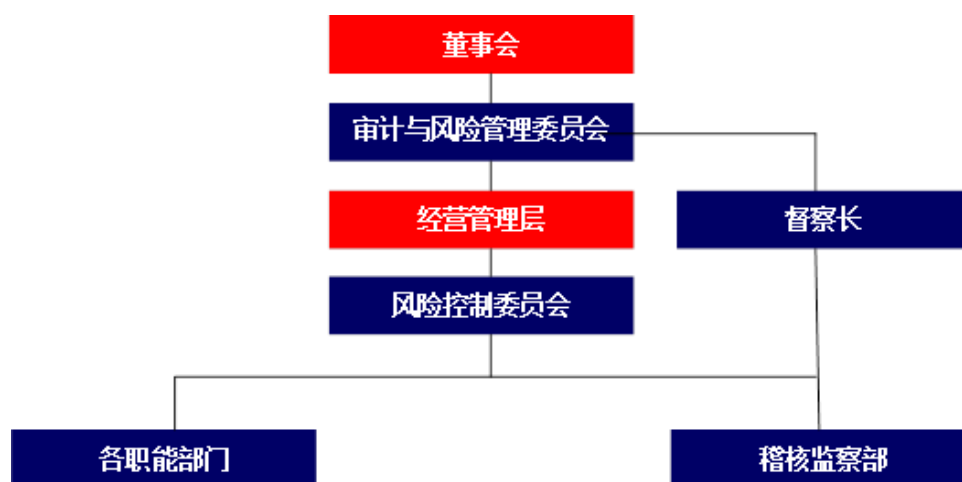 董事会
审计与风险管理委员会
经营管理层
督察长
风险控制委员会
各职能部门
稽核监察部